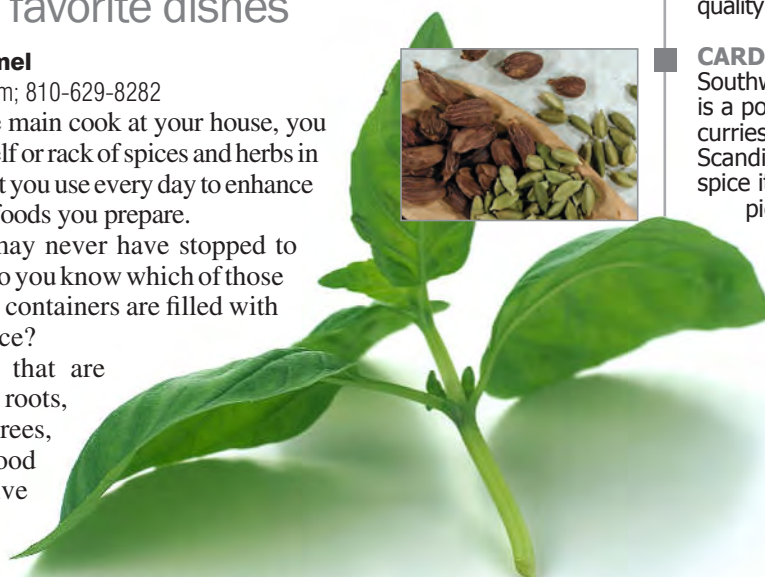 favorite dishes
nel
m; 810-629-8282
main cook at your house, you
elf or rack of spices and herbs in
t you use every day to enhance
foods you prepare.
may never have stopped to
o you know which of those
containers are filled with
ce?
that are
roots,
rees,
ood
ve
quality
CARD
Southw
is a po
curries
Scandi
spice i
pi